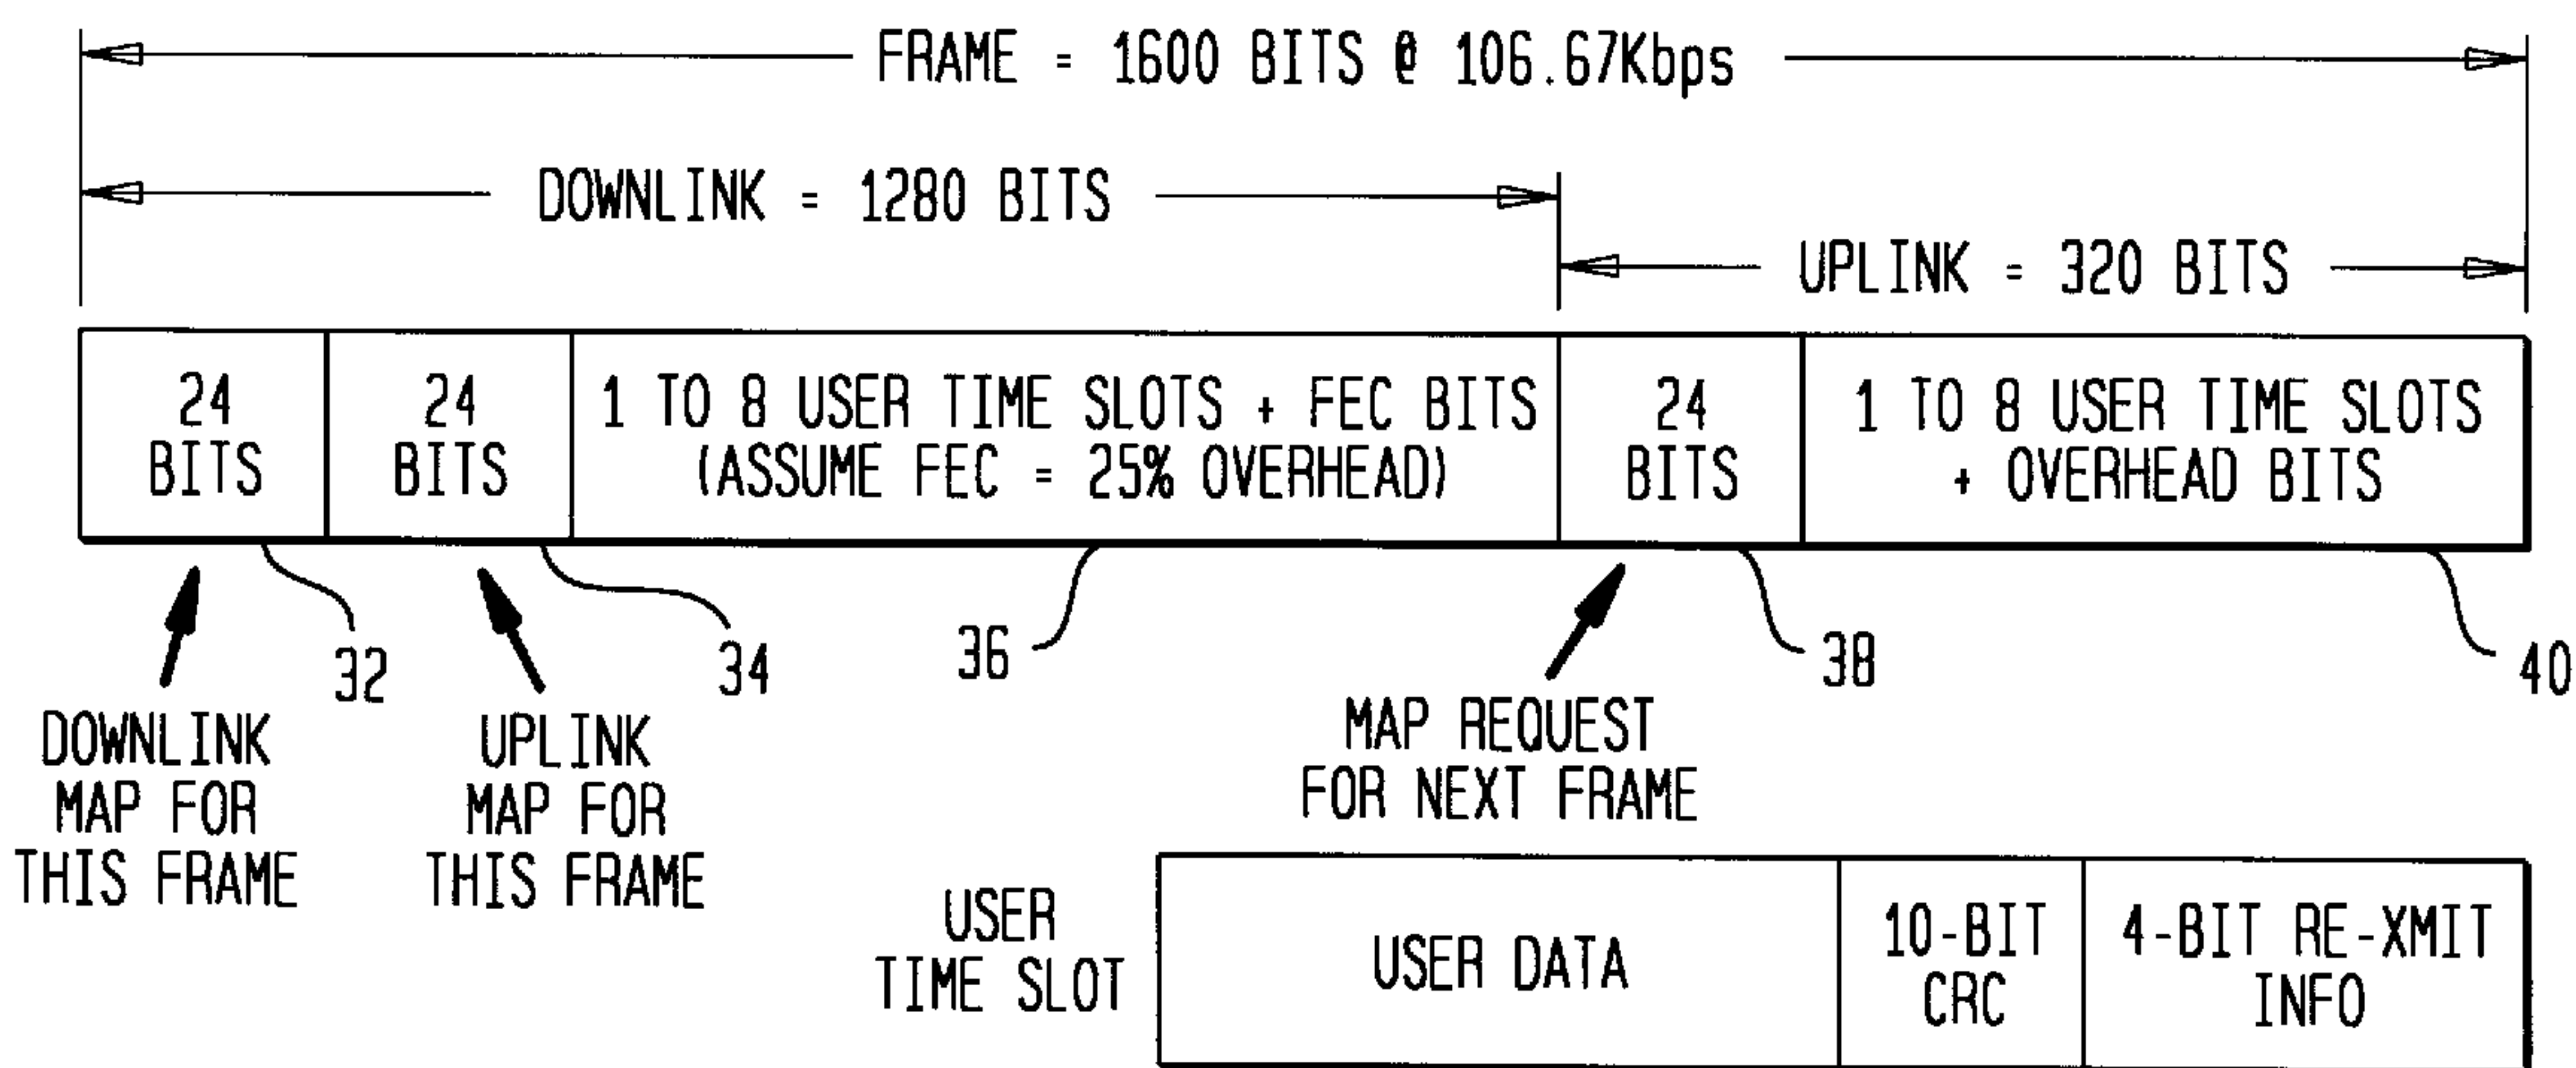 FRAME = 1600 BITS @ 106.67Kbps
DOWNLINK = 1280 BITS
UPLINK = 320 BITS
24
BITS
24
BITS
1 TO 8 USER TIME SLOTS + FEC BITS
(ASSUME FEC = 25% OVERHEAD)
24
BITS
1 TO 8 USER TIME SLOTS
+ OVERHEAD BITS
32
34
36
38
40
DOWNLINK
MAP FOR
THIS FRAME
UPLINK
MAP FOR
THIS FRAME
MAP REQUEST
FOR NEXT FRAME
USER
TIME SLOT
USER DATA
10-BIT
CRC
4-BIT RE-XMIT
INFO